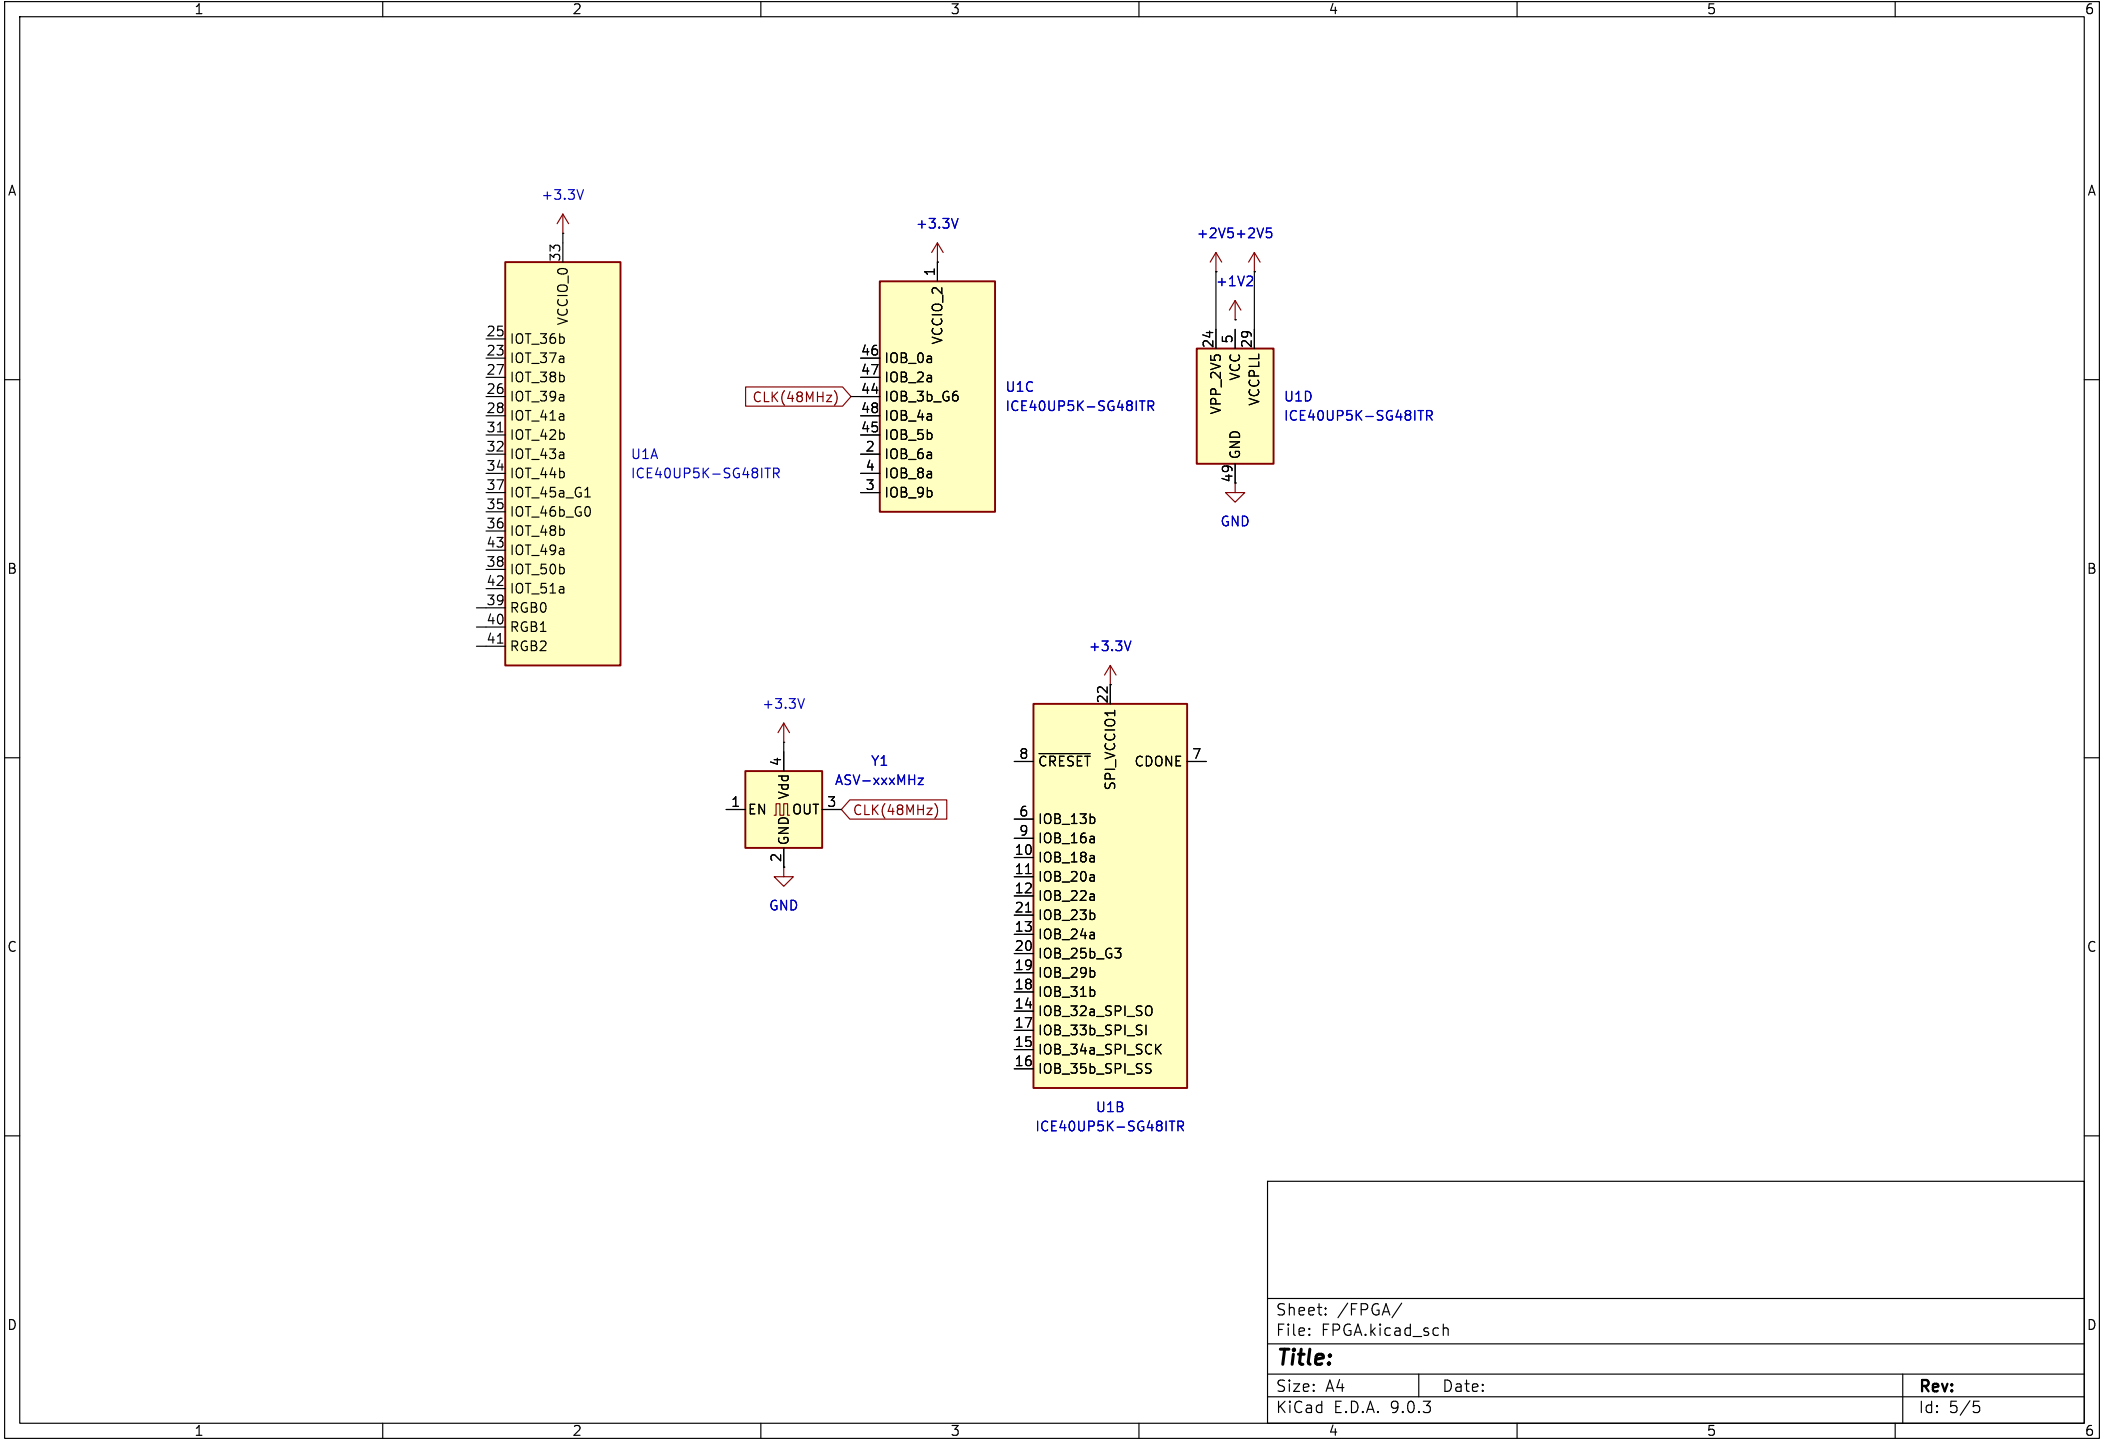 1 2 3 4 5 6
A
B
C
D
A
B
C
D
+3.3V
33
VCCIO_0
25 IOT_36b
23 IOT_37a
27 IOT_38b
26 IOT_39a
28 IOT_41a
31 IOT_42b
32 IOT_43a
34 IOT_44b
37 IOT_45a_G1
35 IOT_46b_G0
36 IOT_48b
43 IOT_49a
38 IOT_50b
42 IOT_51a
39 RGB0
40 RGB1
41 RGB2
U1A
ICE40UP5K-SG48ITR
+3.3V
1
VCCIO_2
46 IOB_0a
47 IOB_2a
CLK(48MHz) 44 IOB_3b_G6
48 IOB_4a
45 IOB_5b
2 IOB_6a
4 IOB_8a
3 IOB_9b
U1C
ICE40UP5K-SG48ITR
+2V5+2V5
+1V2
24 5 29
VPP_2V5 VCC VCCPLL
GND
49
GND
U1D
ICE40UP5K-SG48ITR
+3.3V
4
Vdd
1 EN OUT 3 CLK(48MHz)
GND
2
GND
Y1
ASV-xxxMHz
+3.3V
22
SPI_VCCIO1
8 CRESET CDONE 7
6 IOB_13b
9 IOB_16a
10 IOB_18a
11 IOB_20a
12 IOB_22a
21 IOB_23b
13 IOB_24a
20 IOB_25b_G3
19 IOB_29b
18 IOB_31b
14 IOB_32a_SPI_SO
17 IOB_33b_SPI_SI
15 IOB_34a_SPI_SCK
16 IOB_35b_SPI_SS
U1B
ICE40UP5K-SG48ITR
Sheet: /FPGA/
File: FPGA.kicad_sch
Title:
Size: A4 Date: Rev:
KiCad E.D.A. 9.0.3 Id: 5/5
1 2 3 4 5 6